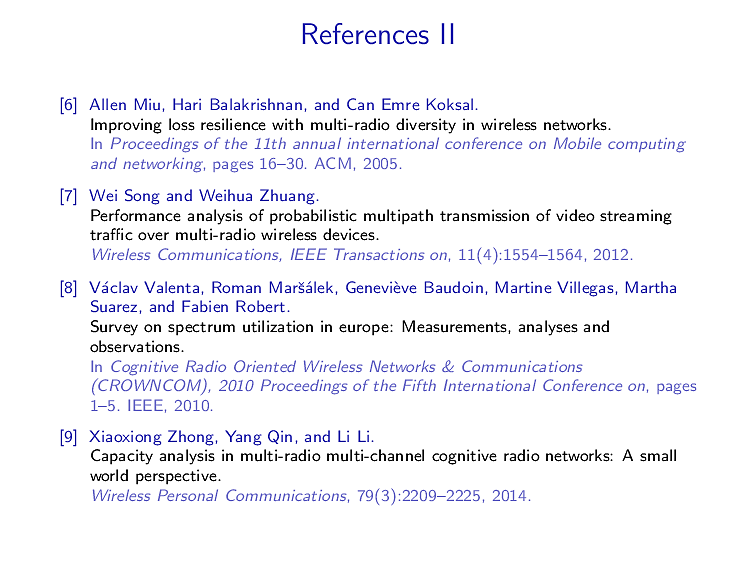 References II
[6] Allen Miu, Hari Balakrishnan, and Can Emre Koksal.
Improving loss resilience with multi-radio diversity in wireless networks.
In Proceedings of the 11th annual international conference on Mobile computing
and networking, pages 16–30. ACM, 2005.
[7] Wei Song and Weihua Zhuang.
Performance analysis of probabilistic multipath transmission of video streaming
traffic over multi-radio wireless devices.
Wireless Communications, IEEE Transactions on, 11(4):1554–1564, 2012.
[8] Václav Valenta, Roman Maršálek, Geneviève Baudoin, Martine Villegas, Martha
Suarez, and Fabien Robert.
Survey on spectrum utilization in europe: Measurements, analyses and
observations.
In Cognitive Radio Oriented Wireless Networks & Communications
(CROWNCOM), 2010 Proceedings of the Fifth International Conference on, pages
1–5. IEEE, 2010.
[9] Xiaoxiong Zhong, Yang Qin, and Li Li.
Capacity analysis in multi-radio multi-channel cognitive radio networks: A small
world perspective.
Wireless Personal Communications, 79(3):2209–2225, 2014.